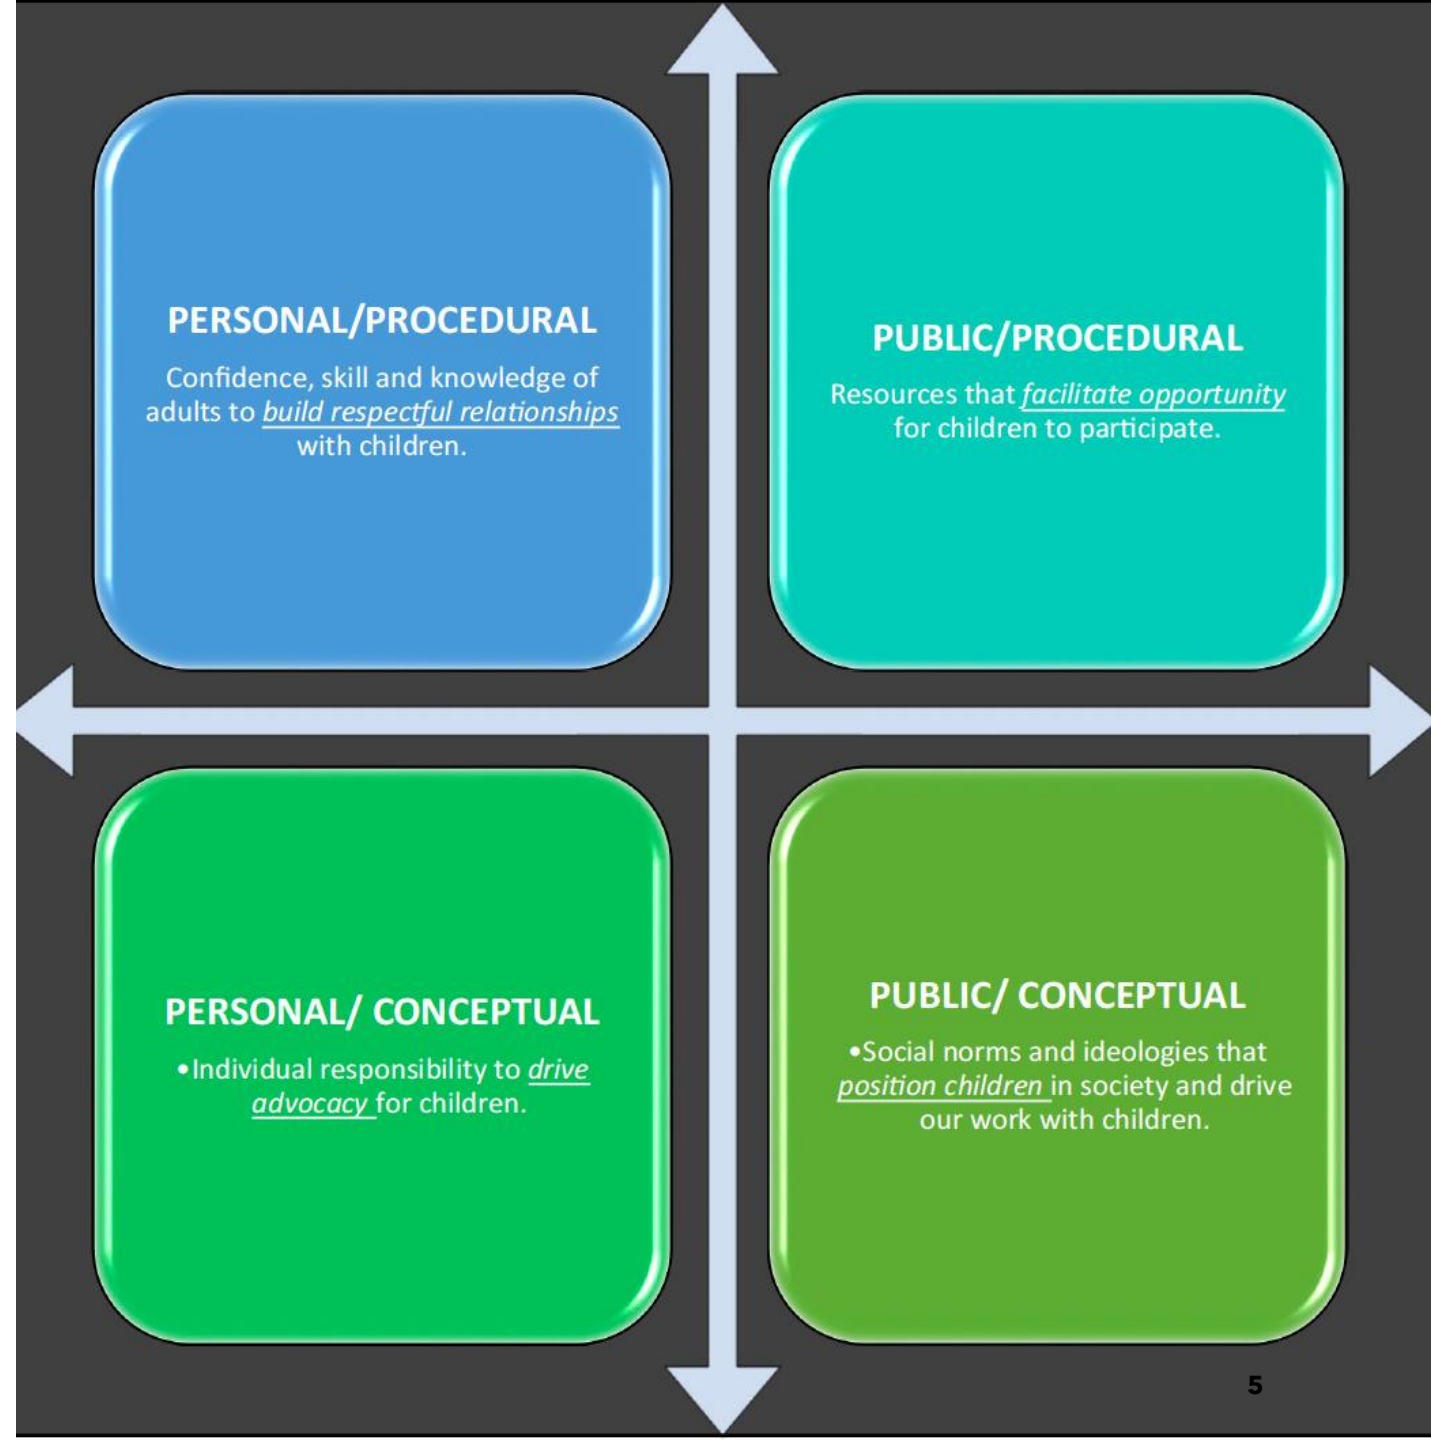 PERSONAL/PROCEDURAL
Confidence, skill and knowledge of
adults to build respectful relationships
with children.
PUBLIC/PROCEDURAL
Resources that facilitate opportunity
for children to participate.
PERSONAL/ CONCEPTUAL
•Individual responsibility to drive
advocacy for children.
PUBLIC/ CONCEPTUAL
•Social norms and ideologies that
position children in society and drive
our work with children.
5